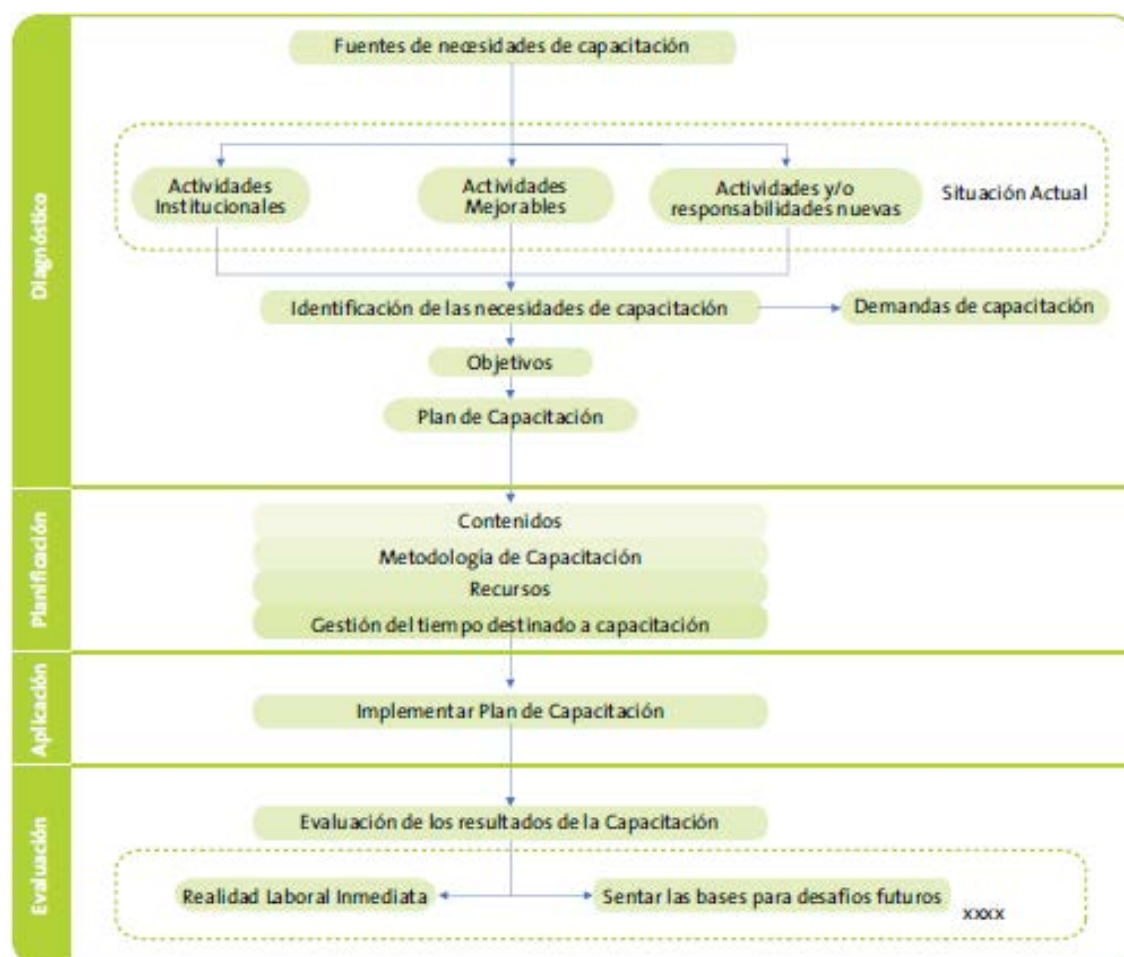 Diagnóstico
Fuentes de necesidades de capacitación
Actividades
Institucionales
Actividades
Mejorables
Actividades y/o
responsabilidades nuevas
Situación Actual
Identificación de las necesidades de capacitación
Demandas de capacitación
Objetivos
Plan de Capacitación
Planificación
Contenidos
Metodología de Capacitación
Recursos
Gestión del tiempo destinado a capacitación
Aplicación
Implementar Plan de Capacitación
Evaluación
Evaluación de los resultados de la Capacitación
Realidad Laboral Inmediata
Sentar las bases para desafíos futuros
xxxx